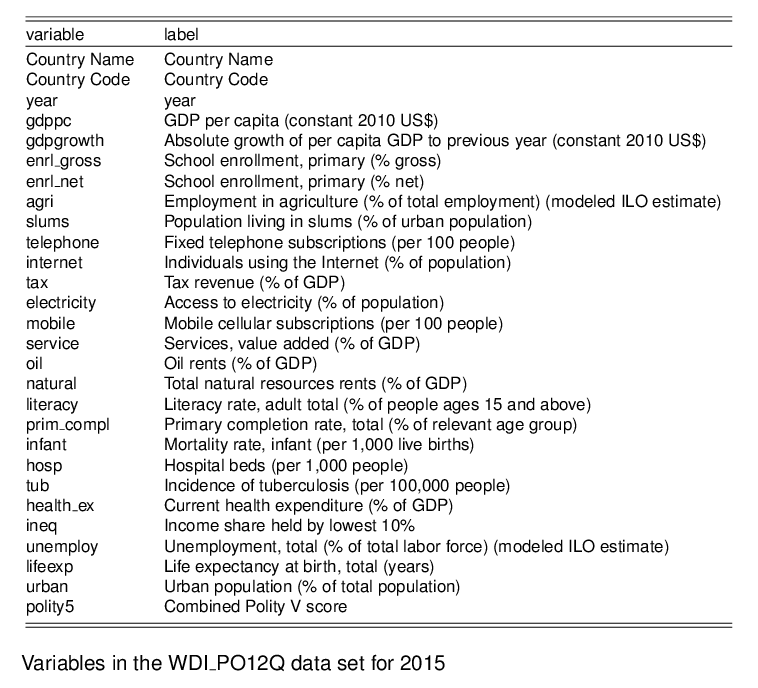 variable label
Country Name Country Name
Country Code Country Code
year year
gdppc GDP per capita (constant 2010 US$)
gdpgrowth Absolute growth of per capita GDP to previous year (constant 2010 US$)
enrl_gross School enrollment, primary (% gross)
enrl_net School enrollment, primary (% net)
agri Employment in agriculture (% of total employment) (modeled ILO estimate)
slums Population living in slums (% of urban population)
telephone Fixed telephone subscriptions (per 100 people)
internet Individuals using the Internet (% of population)
tax Tax revenue (% of GDP)
electricity Access to electricity (% of population)
mobile Mobile cellular subscriptions (per 100 people)
service Services, value added (% of GDP)
oil Oil rents (% of GDP)
natural Total natural resources rents (% of GDP)
literacy Literacy rate, adult total (% of people ages 15 and above)
prim_compl Primary completion rate, total (% of relevant age group)
infant Mortality rate, infant (per 1,000 live births)
hosp Hospital beds (per 1,000 people)
tub Incidence of tuberculosis (per 100,000 people)
health_ex Current health expenditure (% of GDP)
ineq Income share held by lowest 10%
unemploy Unemployment, total (% of total labor force) (modeled ILO estimate)
lifeexp Life expectancy at birth, total (years)
urban Urban population (% of total population)
polity5 Combined Polity V score
Variables in the WDI_PO12Q data set for 2015